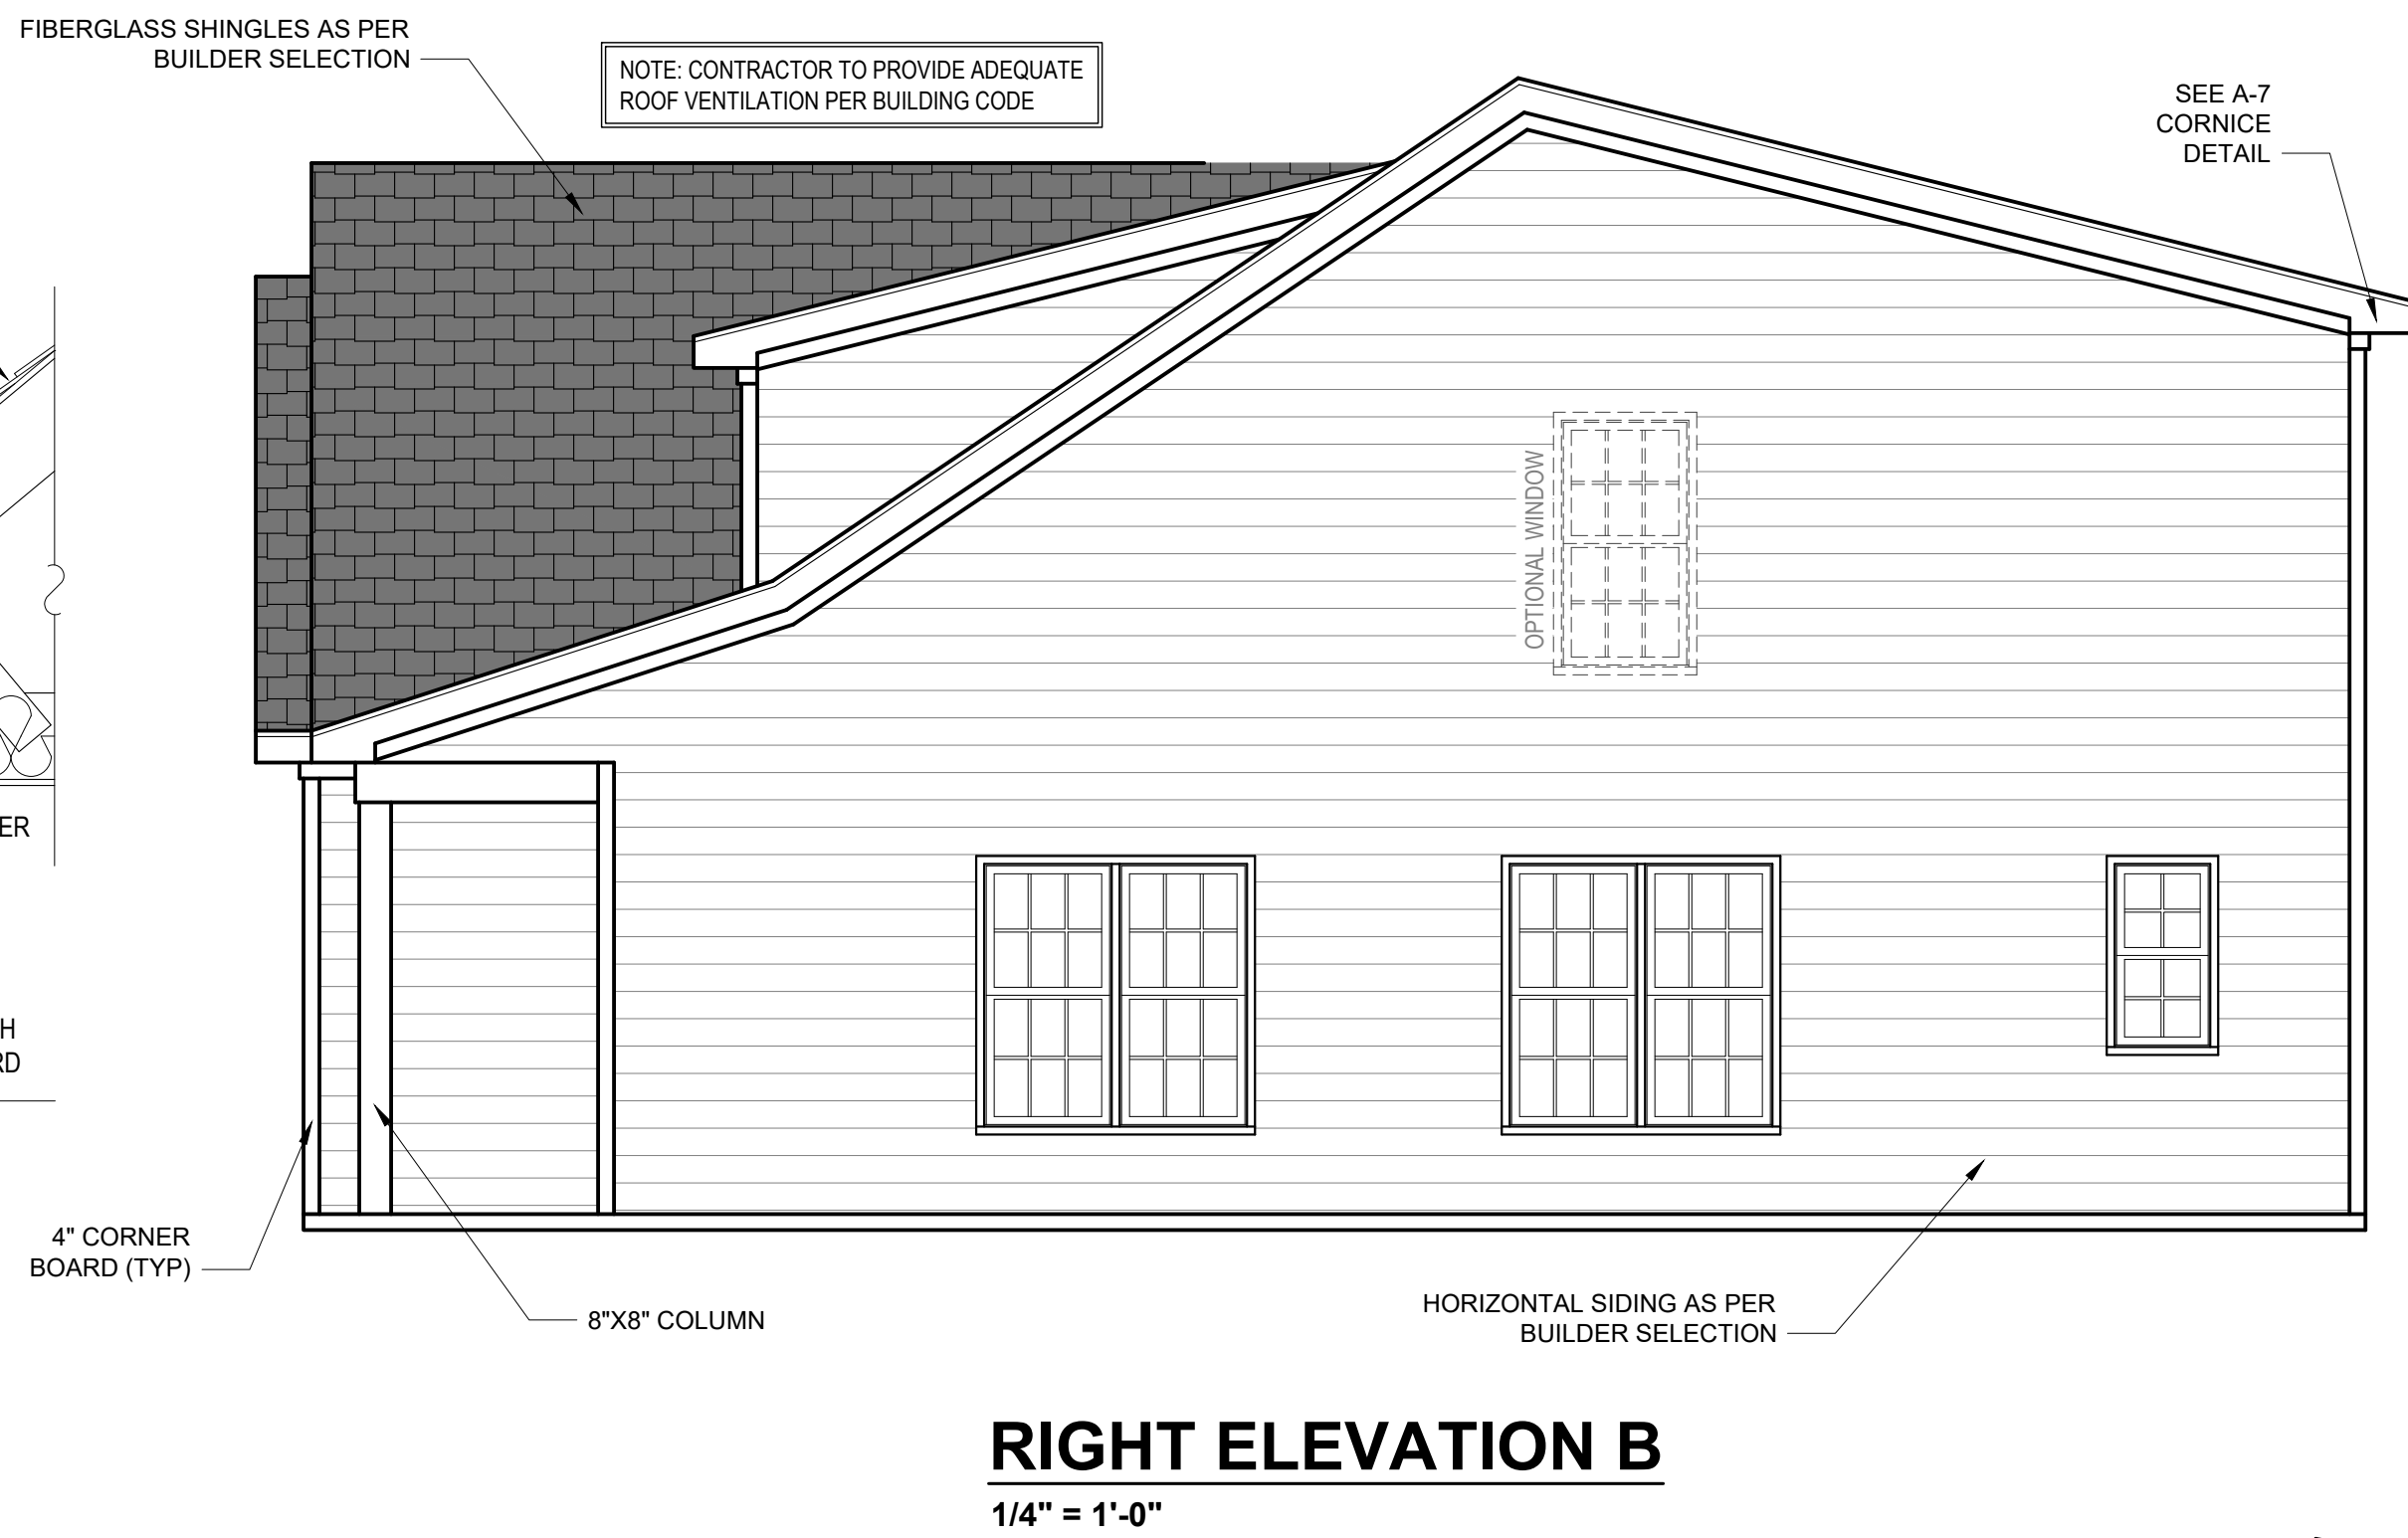 FIBERGLASS SHINGLES AS PER
BUILDER SELECTION
NOTE: CONTRACTOR TO PROVIDE ADEQUATE
ROOF VENTILATION PER BUILDING CODE
SEE A-7
CORNICE
DETAIL
OPTIONAL WINDOW
ER
H
RD
4" CORNER
BOARD (TYP)
8"X8" COLUMN
HORIZONTAL SIDING AS PER
BUILDER SELECTION
RIGHT ELEVATION B
1/4" = 1'-0"